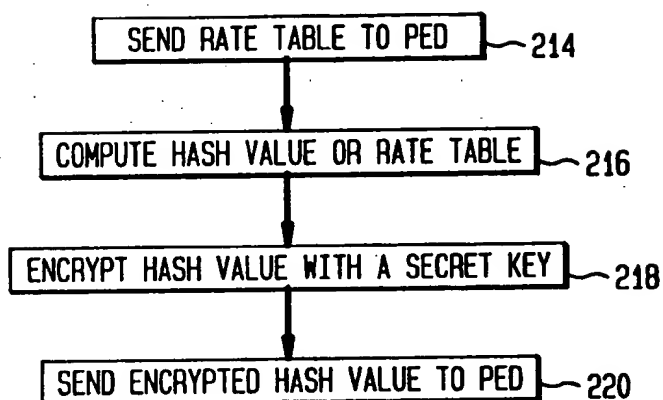 SEND RATE TABLE TO PED 214
COMPUTE HASH VALUE OR RATE TABLE 216
ENCRYPT HASH VALUE WITH A SECRET KEY 218
SEND ENCRYPTED HASH VALUE TO PED 220